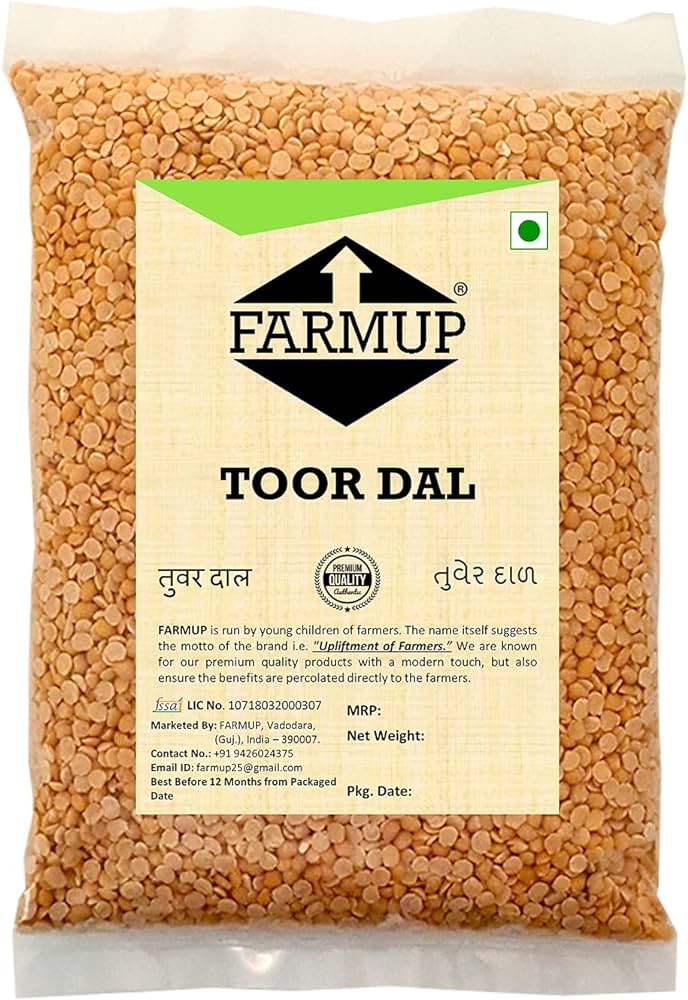 FARMUP®
TOOR DAL
तुवर दाल
PREMIUM
QUALITY
Authentic
તુવેર દાળ
FARMUP is run by young children of farmers. The name itself suggests
the motto of the brand i.e. "Upliftment of Farmers.” We are known
for our premium quality products with a modern touch, but also
ensure the benefits are percolated directly to the farmers.
fssai LIC No. 10718032000307
Marketed By: FARMUP, Vadodara,
(Guj.), India – 390007.
Contact No.: +91 9426024375
Email ID: farmup25@gmail.com
Best Before 12 Months from Packaged
Date
MRP:
Net Weight:
Pkg. Date: